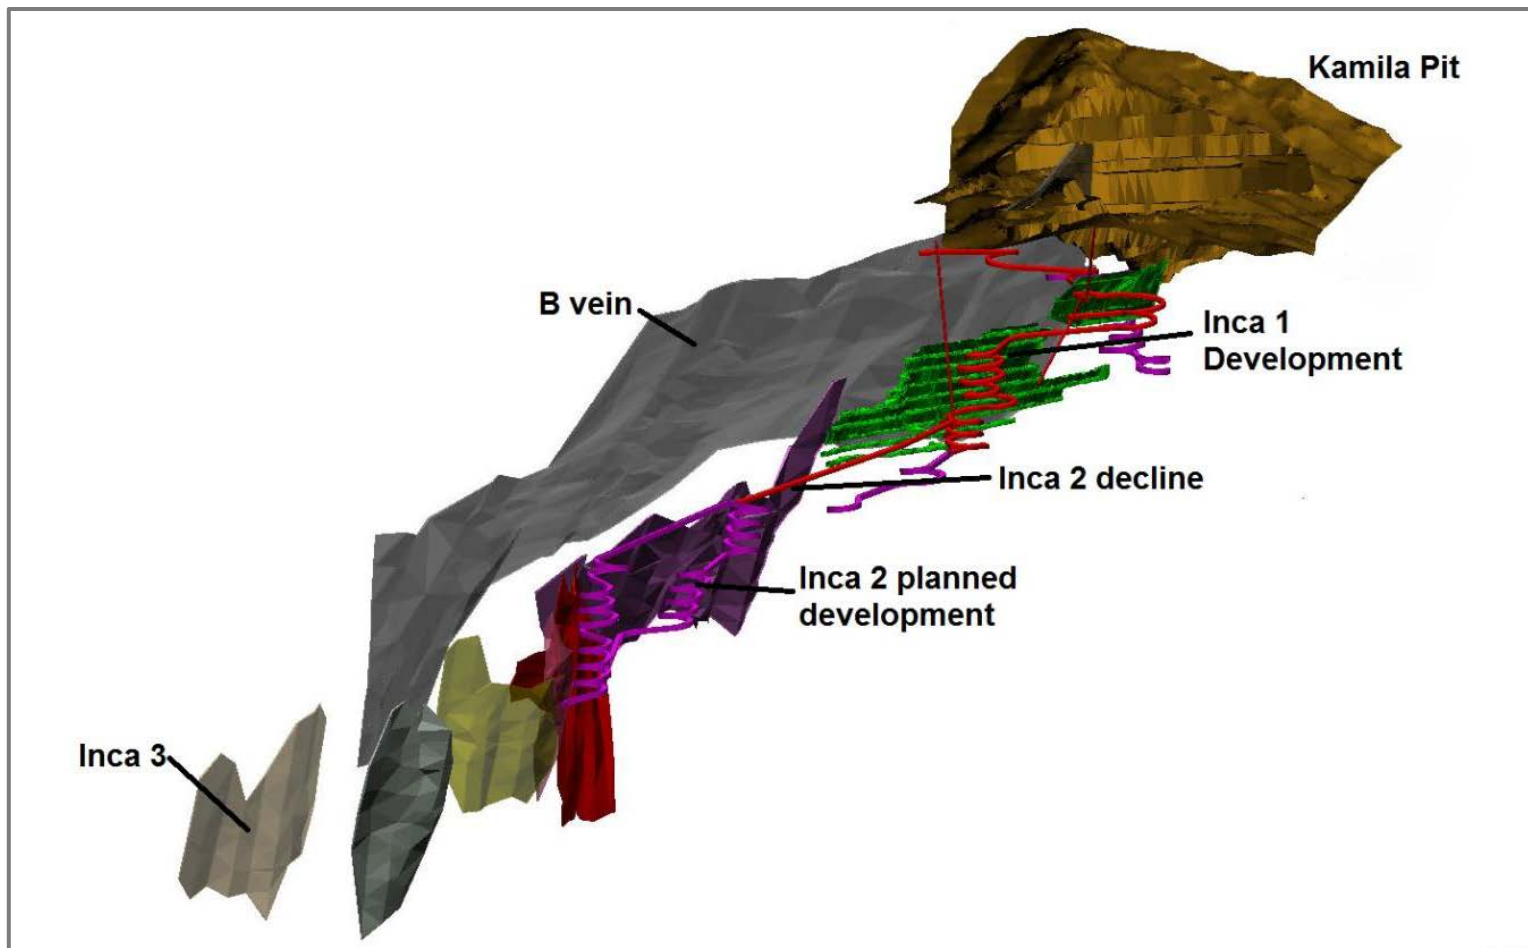 Kamila Pit
B vein
Inca 1
Development
Inca 2 decline
Inca 2 planned
development
Inca 3